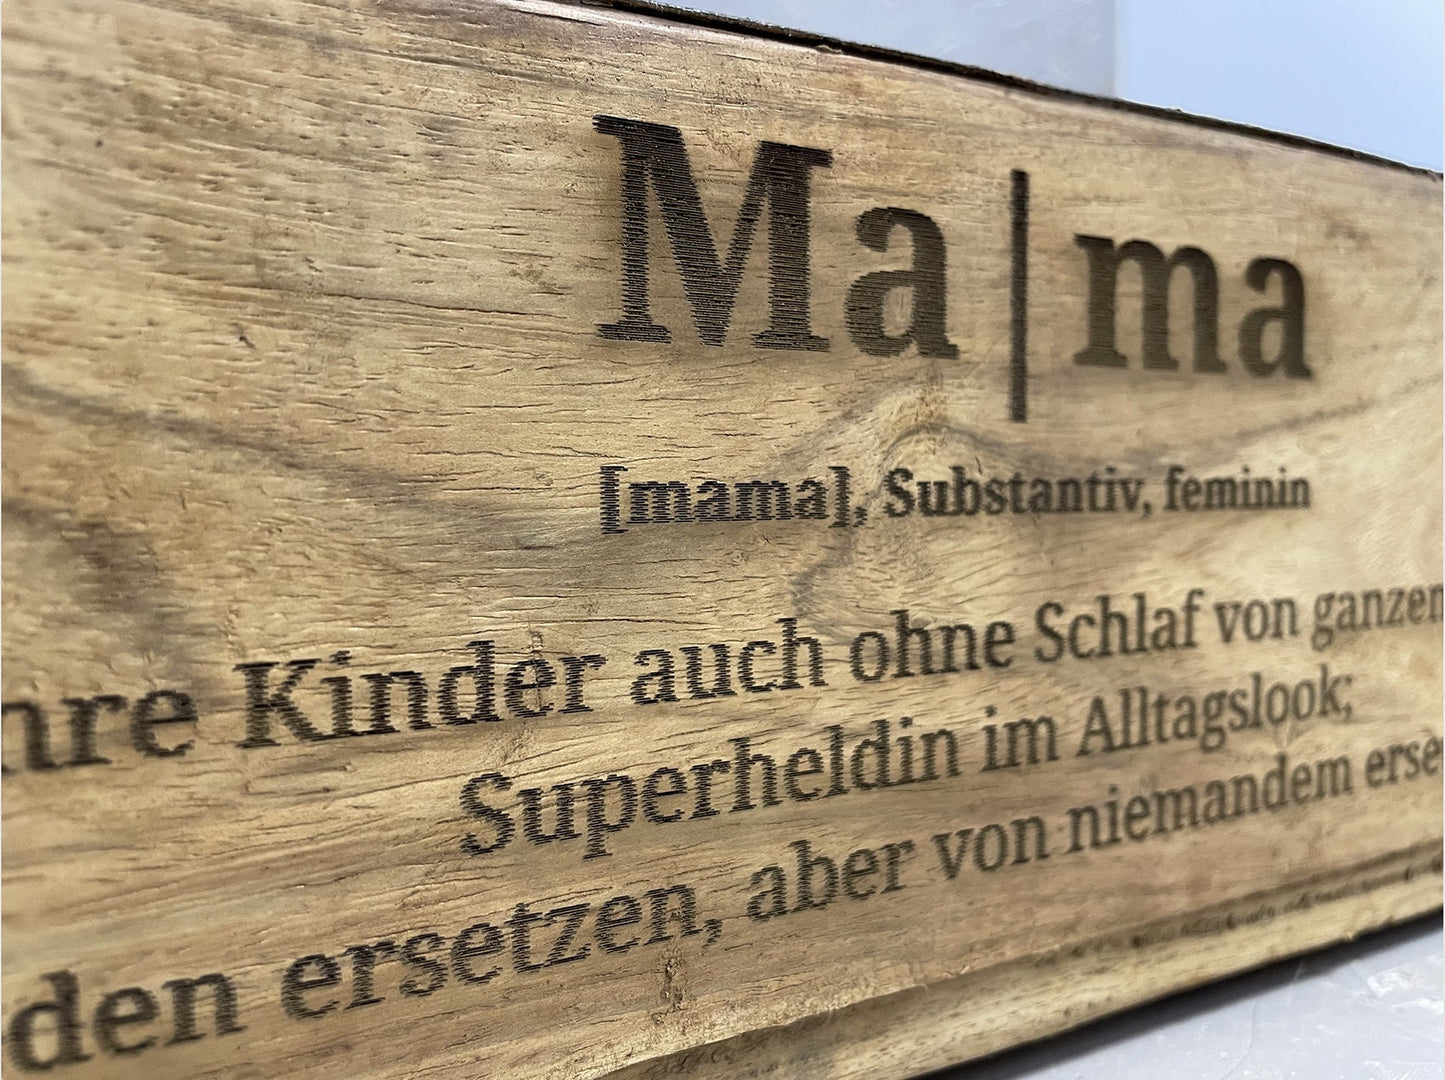 Ma|ma
[mama], Substantiv, feminin
hre Kinder auch ohne Schlaf von ganzem
Superheldin im Alltagslook;
den ersetzen, aber von niemandem erse